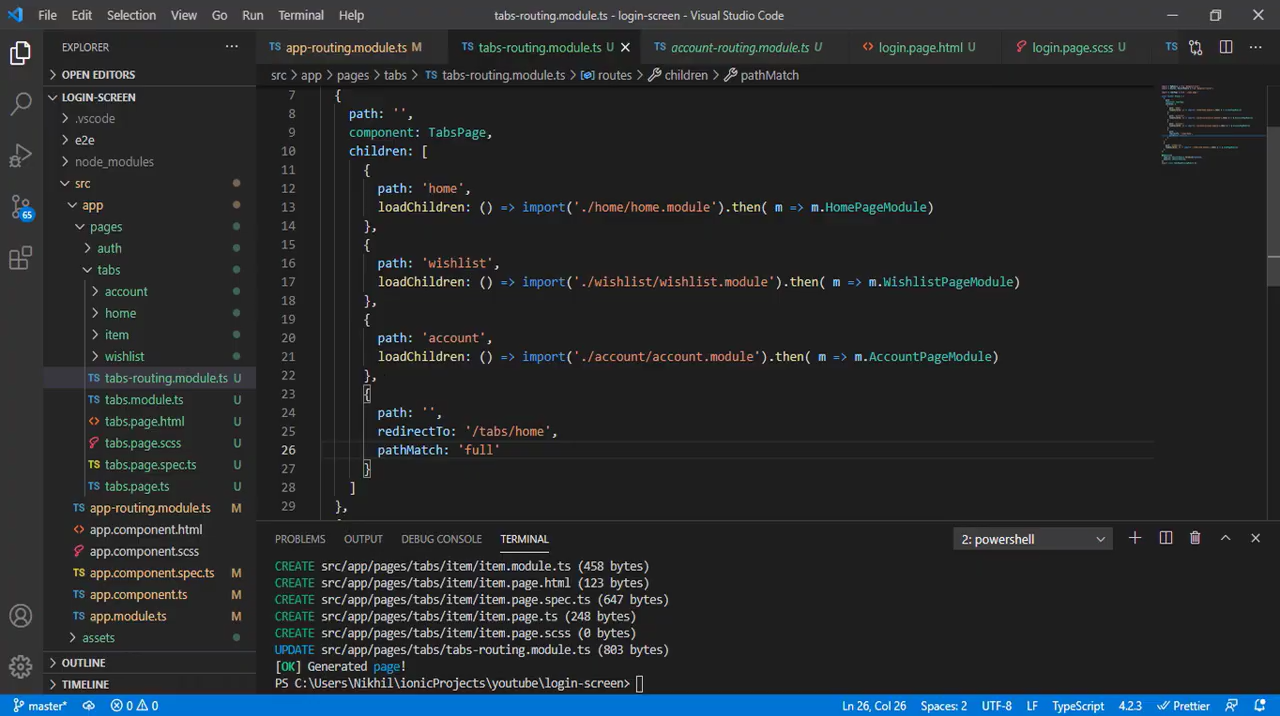 File Edit Selection View Go Run Terminal Help
tabs-routing.module.ts - login-screen - Visual Studio Code
EXPLORER
OPEN EDITORS
LOGIN-SCREEN
.vscode
e2e
node_modules
src
app
pages
auth
tabs
account
home
item
wishlist
TS tabs-routing.module.ts U
TS tabs.module.ts U
<> tabs.page.html U
tabs.page.scss U
TS tabs.page.spec.ts U
TS tabs.page.ts U
TS app-routing.module.ts M
<> app.component.html
app.component.scss
TS app.component.spec.ts M
TS app.component.ts M
TS app.module.ts M
assets
OUTLINE
TIMELINE
65
TS app-routing.module.ts M
TS tabs-routing.module.ts U
TS account-routing.module.ts U
<> login.page.html U
login.page.scss U
TS
src > app > pages > tabs > TS tabs-routing.module.ts > routes > children > pathMatch
7 {
8 path: '',
9 component: TabsPage,
10 children: [
11 {
12 path: 'home',
13 loadChildren: () => import('./home/home.module').then( m => m.HomePageModule)
14 },
15 {
16 path: 'wishlist',
17 loadChildren: () => import('./wishlist/wishlist.module').then( m => m.WishlistPageModule)
18 },
19 {
20 path: 'account',
21 loadChildren: () => import('./account/account.module').then( m => m.AccountPageModule)
22 },
23 {
24 path: '',
25 redirectTo: '/tabs/home',
26 pathMatch: 'full'
27 }
28 ]
29 },
PROBLEMS OUTPUT DEBUG CONSOLE TERMINAL
2: powershell
CREATE src/app/pages/tabs/item/item.module.ts (458 bytes)
CREATE src/app/pages/tabs/item/item.page.html (123 bytes)
CREATE src/app/pages/tabs/item/item.page.spec.ts (647 bytes)
CREATE src/app/pages/tabs/item/item.page.ts (248 bytes)
CREATE src/app/pages/tabs/item/item.page.scss (0 bytes)
UPDATE src/app/pages/tabs/tabs-routing.module.ts (803 bytes)
[OK] Generated page!
PS C:\Users\Nikhil\ionicProjects\youtube\login-screen>
master* 0 0
Ln 26, Col 26 Spaces: 2 UTF-8 LF TypeScript 4.2.3 Prettier